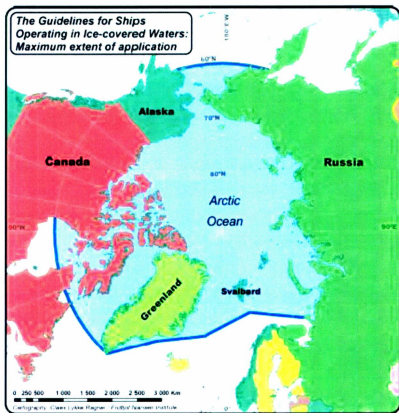 The Guidelines for Ships
Operating in Ice-covered Waters:
Maximum extent of application
180°E
60°N
Alaska
70°N
Canada
Russia
80°N
Arctic
Ocean
90°W
90°E
Svalbard
Greenland
0 250 500 1 000 1 500 2 000 2 500 3 000 Km
0°
Cartography: Claes Lykke Ragner / Fridtjof Nansen Institute